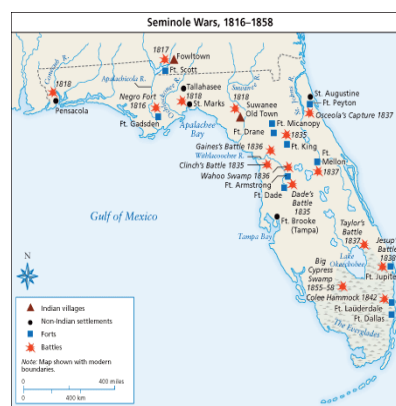 Seminole Wars, 1816–1858
1817
Fowltown
Ft. Scott
Apalachicola R.
1818
Pensacola
Tallahasee
1818
St. Marks
Negro Fort
1816
Ft. Gadsden
Apalachee
Bay
Suwanee R.
1818
Suwanee
Old Town
St. Augustine
Ft. Peyton
Osceola's Capture 1837
Ft. Micanopy
Ft. Drane
1835
Ft. King
Gaines's Battle 1836
Withlacoochee R.
Clinch's Battle 1835
Wahoo Swamp 1836
Ft. Armstrong
Ft. Dade
Ft.
Mellon
1837
Dade's
Battle
1835
Ft. Brooke
(Tampa)
Tampa Bay
Gulf of Mexico
Taylor's
Battle
1837
Jesup's
Battle
1838
Lake
Okeechobee
Ft. Jupiter
Big
Cypress
Swamp
1855–58
Colee Hammock 1842
Ft. Lauderdale
Ft. Dallas
The Everglades
N
Indian villages
Non-Indian settlements
Forts
Battles
Note: Map shown with modern
boundaries.
0 400 miles
0 400 km